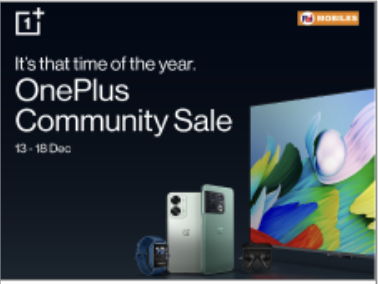 1+
MOBILES
It's that time of the year.
OnePlus
Community Sale
13 - 18 Dec